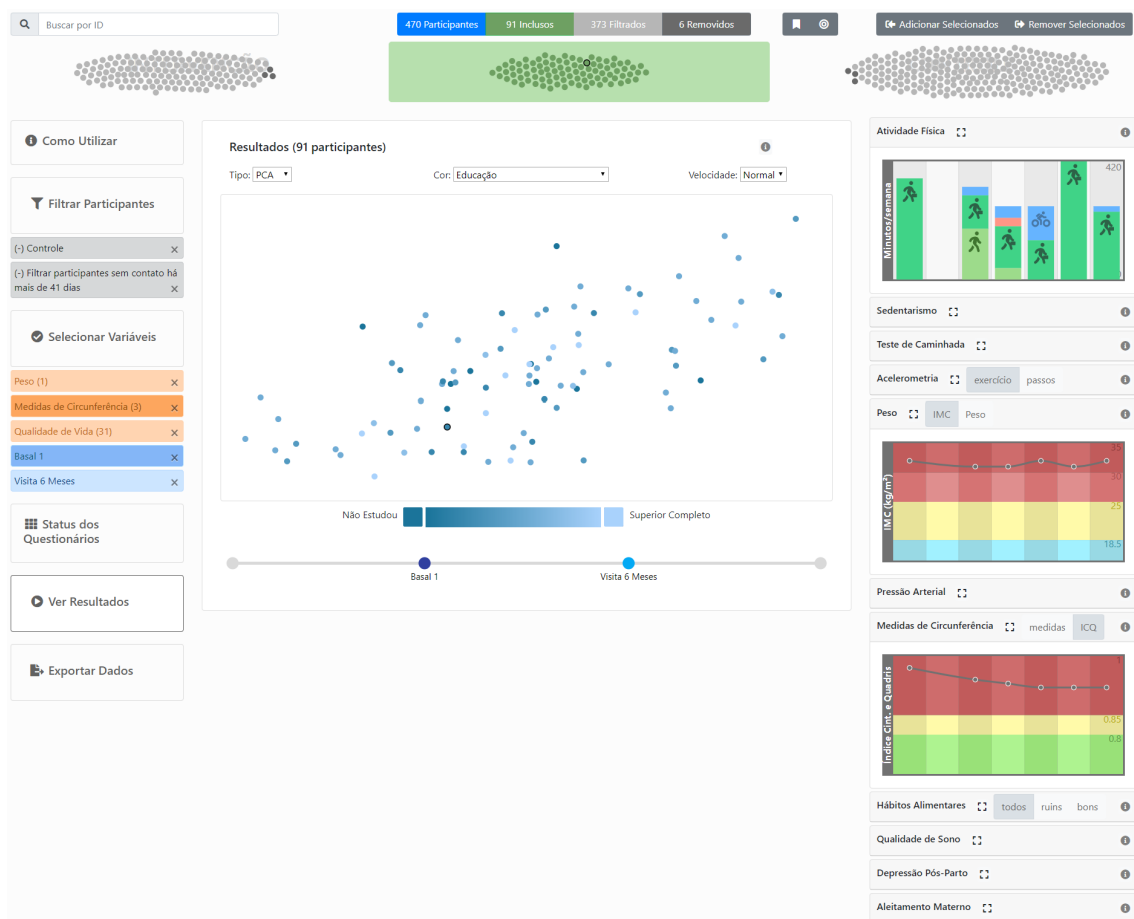 Buscar por ID
470 Participantes
91 Inclusos
373 Filtrados
6 Removidos
Adicionar Selecionados
Remover Selecionados
Como Utilizar
Filtrar Participantes
(-) Controle
(-) Filtrar participantes sem contato há
mais de 41 dias
Selecionar Variáveis
Peso (1)
Medidas de Circunferência (3)
Qualidade de Vida (31)
Basal 1
Visita 6 Meses
Status dos
Questionários
Ver Resultados
Exportar Dados
Resultados (91 participantes)
Tipo: PCA
Cor: Educação
Velocidade: Normal
Não Estudou
Superior Completo
Basal 1
Visita 6 Meses
Atividade Física
Minutos/semana
420
0
Sedentarismo
Teste de Caminhada
Acelerometria
exercício
passos
Peso
IMC
Peso
IMC (kg/m²)
35
30
25
18.5
Pressão Arterial
Medidas de Circunferência
medidas
ICQ
Índice Cint. e Quadris
1
0.85
0.8
Hábitos Alimentares
todos
ruins
bons
Qualidade de Sono
Depressão Pós-Parto
Aleitamento Materno